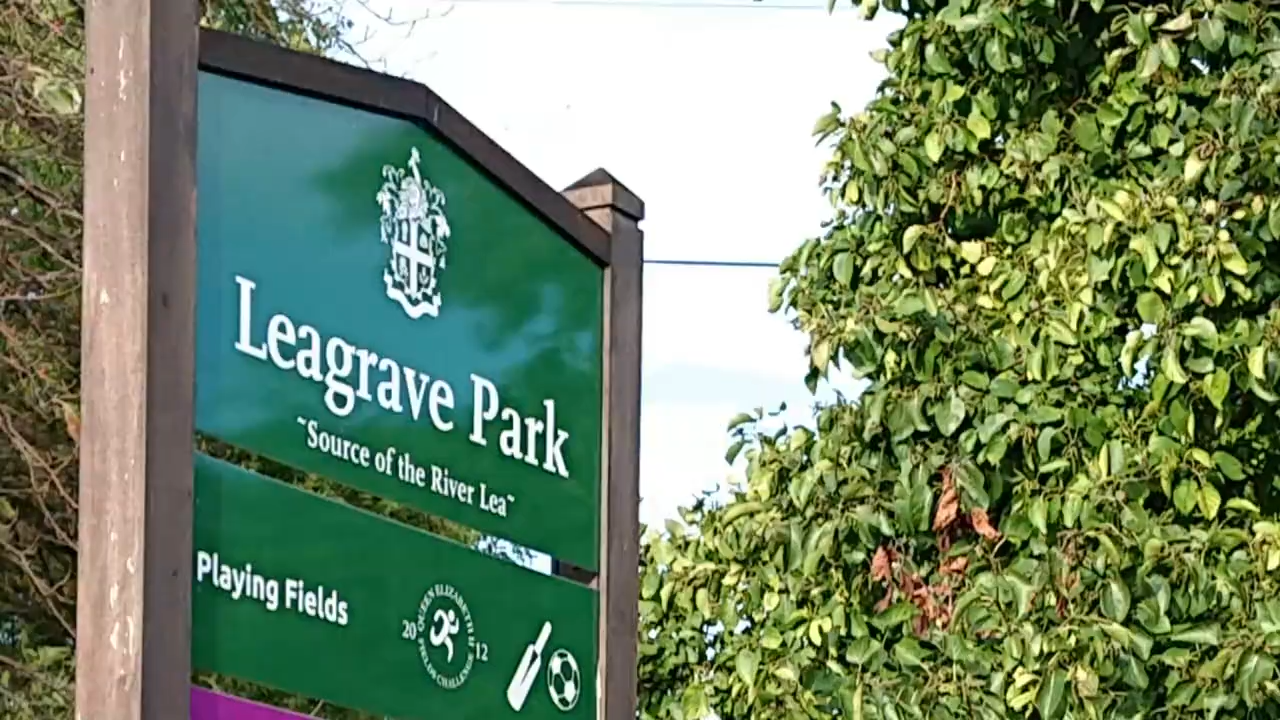 Leagrave Park
~Source of the River Lea~
Playing Fields
QUEEN ELIZABETH II
20 12
FIELDS CHALLENGE